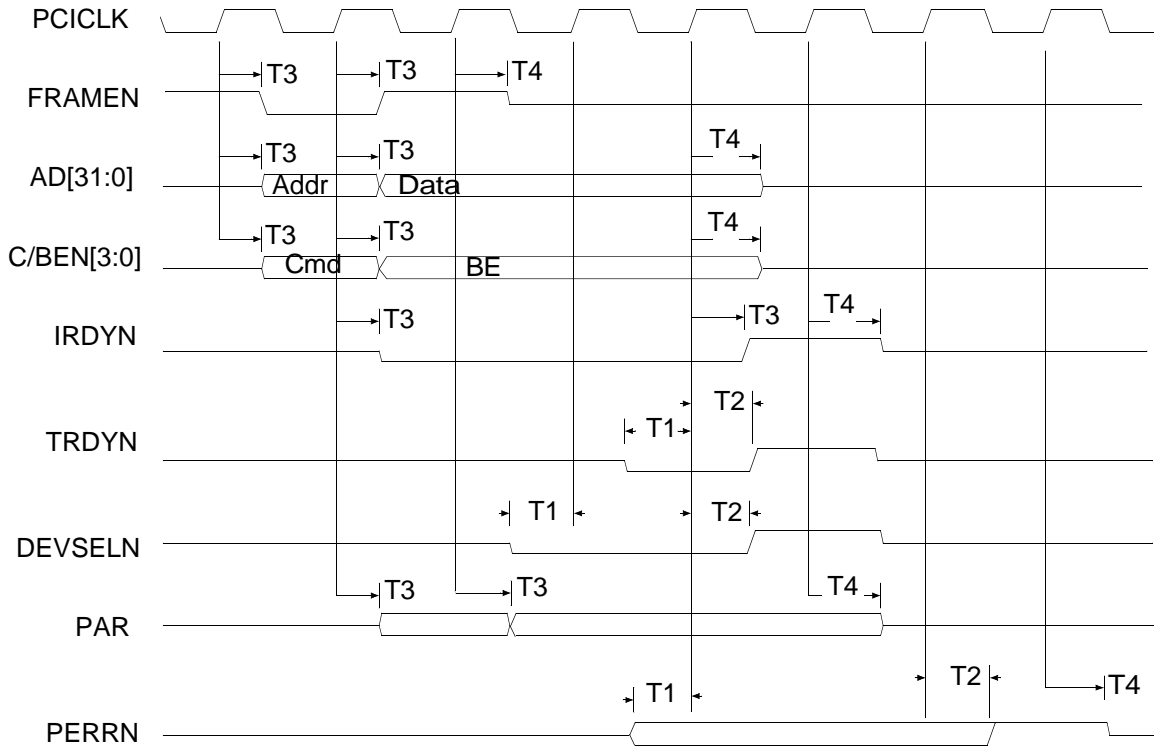 PCICLK
T3 T3 T4
FRAMEN
T3 T3 T4
AD[31:0]
Addr Data
T3 T3 T4
C/BEN[3:0]
Cmd BE
T3 T3 T4
IRDYN
T2
T1
TRDYN
T1 T2
DEVSELN
T3 T3 T4
PAR
T1 T2 T4
PERRN